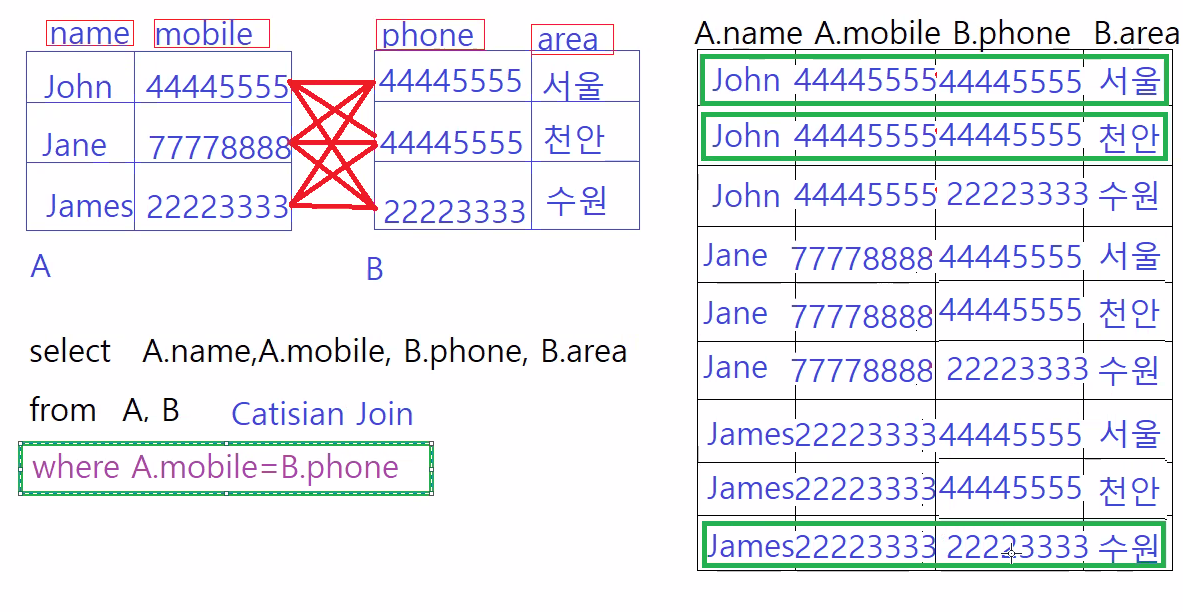 name mobile
John 44445555
Jane 77778888
James 22223333
A
phone area
44445555 서울
44445555 천안
22223333 수원
B
select A.name,A.mobile, B.phone, B.area
from A, B Catisian Join
where A.mobile=B.phone
A.name A.mobile B.phone B.area
John 44445555 44445555 서울
John 44445555 44445555 천안
John 44445555 22223333 수원
Jane 77778888 44445555 서울
Jane 77778888 44445555 천안
Jane 77778888 22223333 수원
James 22223333 44445555 서울
James 22223333 44445555 천안
James 22223333 22223333 수원